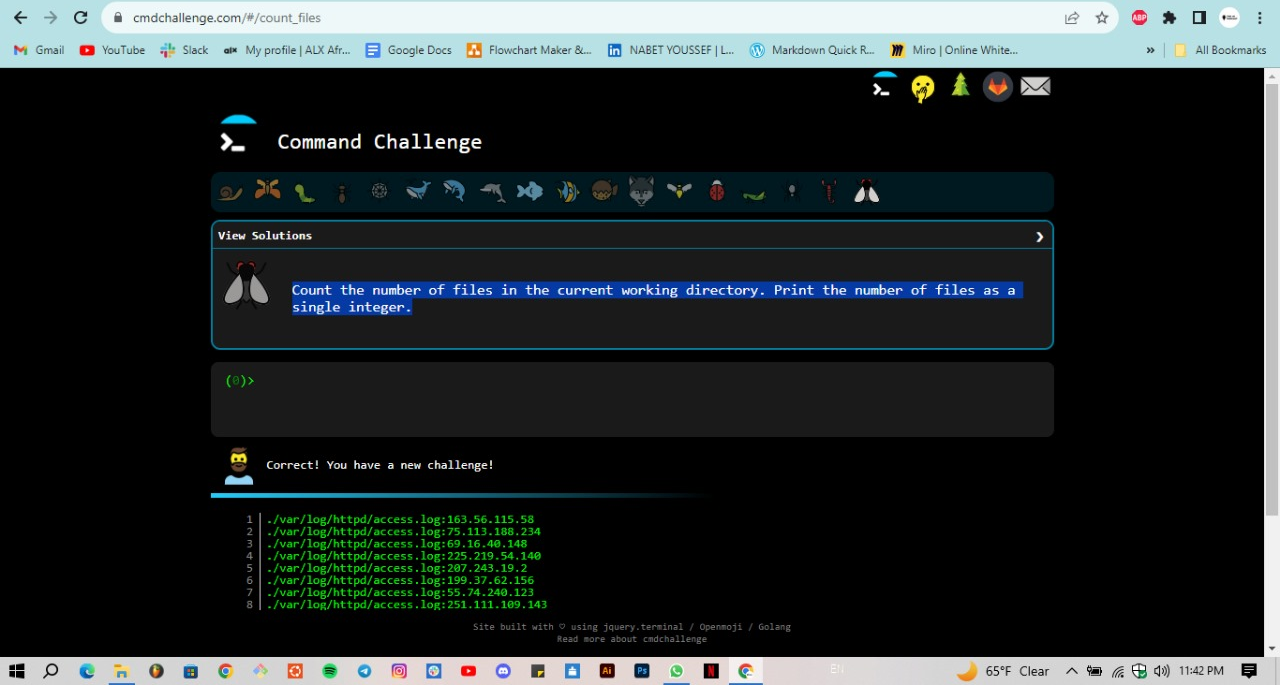 cmdchallenge.com/#/count_files
ABP
Gmail YouTube Slack My profile | ALX Afr... Google Docs Flowchart Maker &... NABET YOUSSEF | L... Markdown Quick R... Miro | Online White... » All Bookmarks
Command Challenge
View Solutions
Count the number of files in the current working directory. Print the number of files as a
single integer.
(0)>
Correct! You have a new challenge!
1 ./var/log/httpd/access.log:163.56.115.58
2 ./var/log/httpd/access.log:75.113.188.234
3 ./var/log/httpd/access.log:69.16.40.148
4 ./var/log/httpd/access.log:225.219.54.140
5 ./var/log/httpd/access.log:207.243.19.2
6 ./var/log/httpd/access.log:199.37.62.156
7 ./var/log/httpd/access.log:55.74.240.123
8 ./var/log/httpd/access.log:251.111.109.143
Site built with ♡ using jquery.terminal / Openmoji / Golang
Read more about cmdchallenge
65°F Clear 11:42 PM